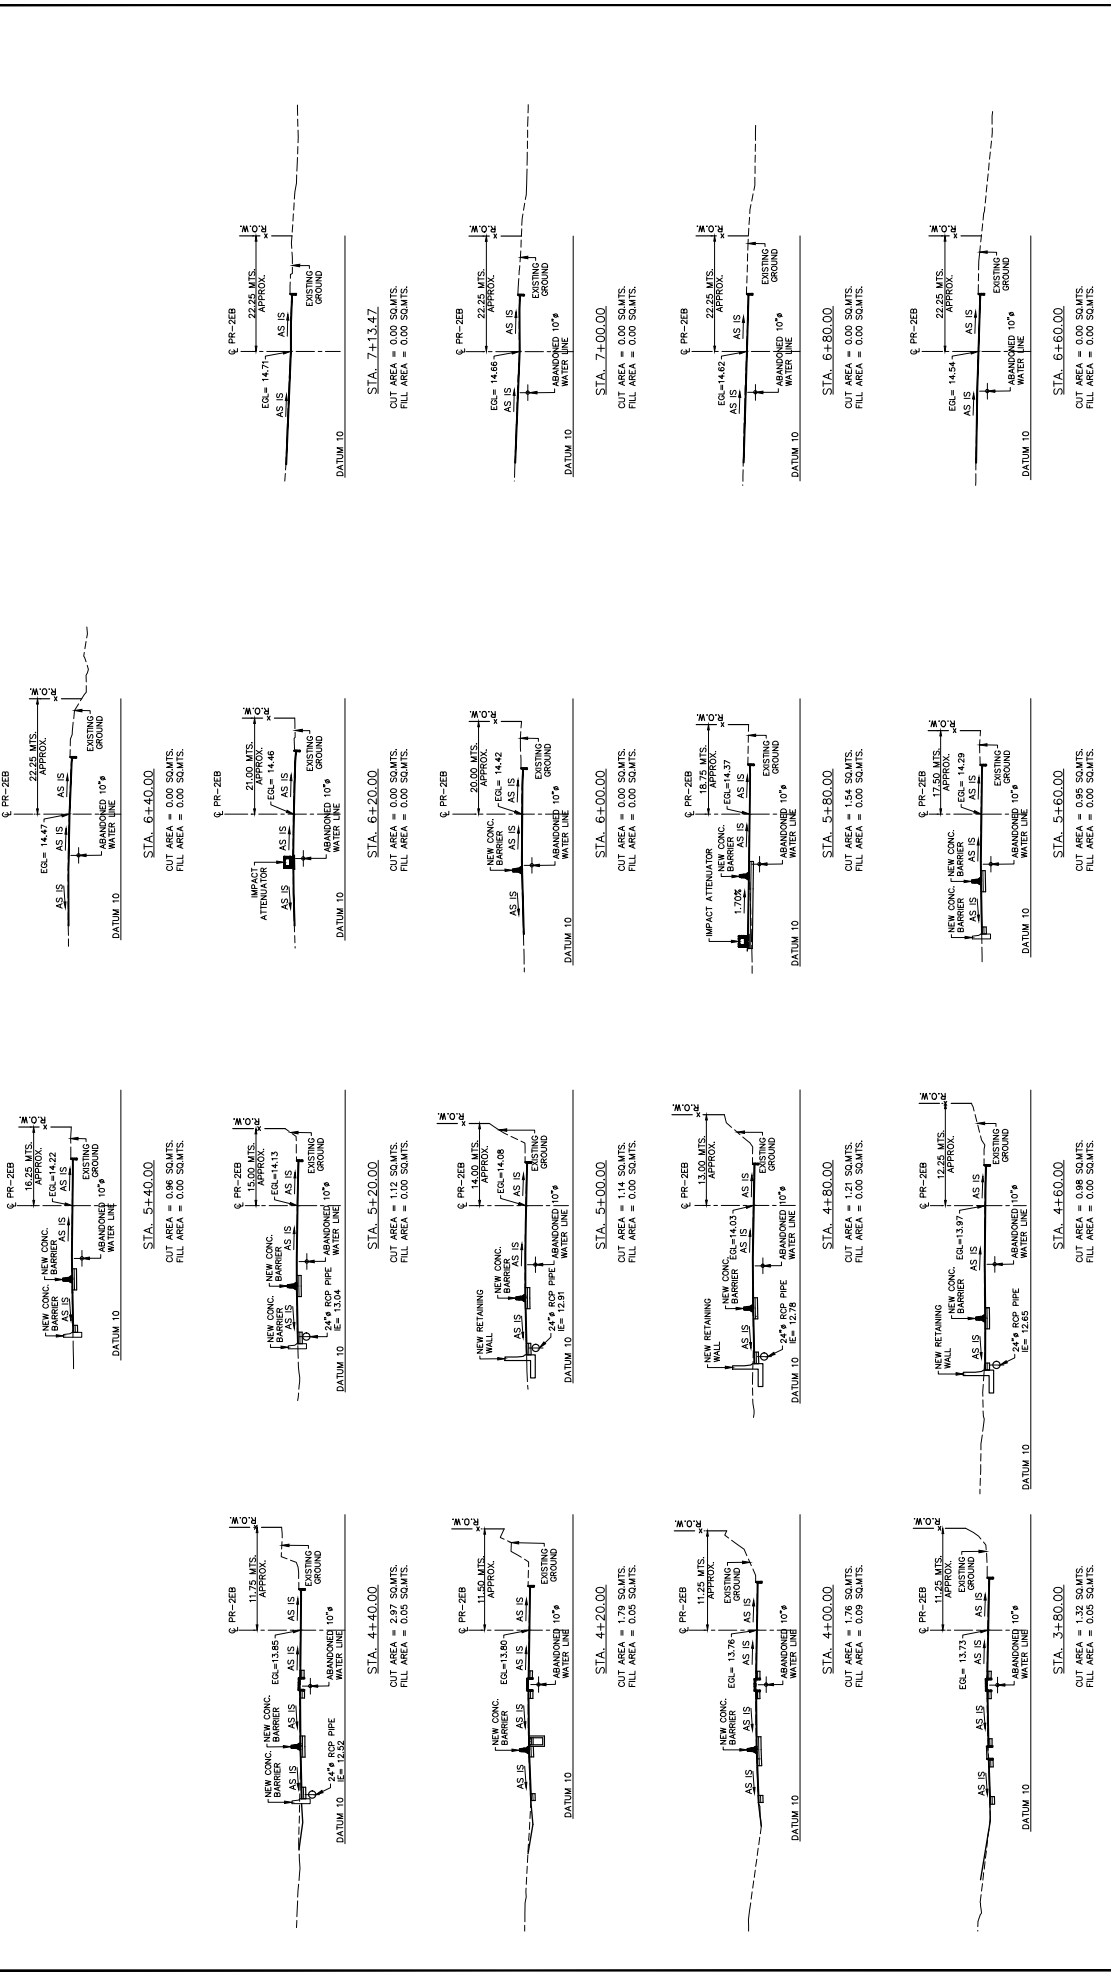 R.O.W.
℄ PR-2EB
11.75 MTS.
APPROX.
EGL=13.85
NEW CONC.
BARRIER
NEW CONC.
BARRIER
AS IS
AS IS
AS IS
AS IS
EXISTING
GROUND
24"ø RCP PIPE
IE= 12.52
ABANDONED 10"ø
WATER LINE
DATUM 10
STA. 4+40.00
CUT AREA = 2.97 SQ.MTS.
FILL AREA = 0.05 SQ.MTS.
R.O.W.
℄ PR-2EB
11.50 MTS.
APPROX.
EGL=13.80
NEW CONC.
BARRIER
AS IS
AS IS
AS IS
AS IS
EXISTING
GROUND
ABANDONED 10"ø
WATER LINE
DATUM 10
STA. 4+20.00
CUT AREA = 1.79 SQ.MTS.
FILL AREA = 0.05 SQ.MTS.
R.O.W.
℄ PR-2EB
11.25 MTS.
APPROX.
EXISTING
GROUND
EGL= 13.76
NEW CONC.
BARRIER
AS IS
AS IS
AS IS
AS IS
ABANDONED 10"ø
WATER LINE
DATUM 10
STA. 4+00.00
CUT AREA = 1.76 SQ.MTS.
FILL AREA = 0.09 SQ.MTS.
R.O.W.
℄ PR-2EB
11.25 MTS.
APPROX.
EXISTING
GROUND
EGL= 13.73
AS IS
AS IS
AS IS
AS IS
ABANDONED 10"ø
WATER LINE
DATUM 10
STA. 3+80.00
CUT AREA = 1.32 SQ.MTS.
FILL AREA = 0.05 SQ.MTS.
℄ PR-2EB
R.O.W.
16.25 MTS.
APPROX.
NEW CONC.
BARRIER
NEW CONC.
BARRIER
EGL=14.22
AS IS
AS IS
AS IS
EXISTING
GROUND
ABANDONED 10"ø
WATER LINE
DATUM 10
STA. 5+40.00
CUT AREA = 0.96 SQ.MTS.
FILL AREA = 0.00 SQ.MTS.
℄ PR-2EB
R.O.W.
15.00 MTS.
APPROX.
NEW CONC.
BARRIER
NEW CONC.
BARRIER
EGL=14.13
AS IS
AS IS
AS IS
EXISTING
GROUND
24"ø RCP PIPE
IE= 13.04
ABANDONED 10"ø
WATER LINE
DATUM 10
STA. 5+20.00
CUT AREA = 1.12 SQ.MTS.
FILL AREA = 0.00 SQ.MTS.
R.O.W.
℄ PR-2EB
14.00 MTS.
APPROX.
NEW RETAINING
WALL
NEW CONC.
BARRIER
EGL=14.08
AS IS
AS IS
AS IS
EXISTING
GROUND
24"ø RCP PIPE
IE= 12.91
ABANDONED 10"ø
WATER LINE
DATUM 10
STA. 5+00.00
CUT AREA = 1.14 SQ.MTS.
FILL AREA = 0.00 SQ.MTS.
R.O.W.
℄ PR-2EB
13.00 MTS.
APPROX.
NEW RETAINING
WALL
NEW CONC.
BARRIER
EGL=14.03
AS IS
AS IS
AS IS
EXISTING
GROUND
24"ø RCP PIPE
IE= 12.78
ABANDONED 10"ø
WATER LINE
DATUM 10
STA. 4+80.00
CUT AREA = 1.21 SQ.MTS.
FILL AREA = 0.00 SQ.MTS.
℄ PR-2EB
R.O.W.
12.25 MTS.
APPROX.
NEW RETAINING
WALL
NEW CONC.
BARRIER
EGL=13.97
AS IS
AS IS
AS IS
EXISTING
GROUND
24"ø RCP PIPE
IE= 12.65
ABANDONED 10"ø
WATER LINE
DATUM 10
STA. 4+60.00
CUT AREA = 0.98 SQ.MTS.
FILL AREA = 0.00 SQ.MTS.
℄ PR-2EB
R.O.W.
22.25 MTS.
APPROX.
EGL= 14.47
AS IS
AS IS
AS IS
EXISTING
GROUND
ABANDONED 10"ø
WATER LINE
DATUM 10
STA. 6+40.00
CUT AREA = 0.00 SQ.MTS.
FILL AREA = 0.00 SQ.MTS.
℄ PR-2EB
R.O.W.
21.00 MTS.
APPROX.
IMPACT
ATTENUATOR
EGL= 14.46
AS IS
AS IS
AS IS
EXISTING
GROUND
ABANDONED 10"ø
WATER LINE
DATUM 10
STA. 6+20.00
CUT AREA = 0.00 SQ.MTS.
FILL AREA = 0.00 SQ.MTS.
℄ PR-2EB
R.O.W.
20.00 MTS.
APPROX.
NEW CONC.
BARRIER
EGL= 14.42
AS IS
AS IS
AS IS
EXISTING
GROUND
ABANDONED 10"ø
WATER LINE
DATUM 10
STA. 6+00.00
CUT AREA = 0.00 SQ.MTS.
FILL AREA = 0.00 SQ.MTS.
℄ PR-2EB
R.O.W.
18.75 MTS.
APPROX.
IMPACT ATTENUATOR
NEW CONC.
BARRIER
EGL=14.37
1.70%
AS IS
AS IS
EXISTING
GROUND
ABANDONED 10"ø
WATER LINE
DATUM 10
STA. 5+80.00
CUT AREA = 1.54 SQ.MTS.
FILL AREA = 0.00 SQ.MTS.
℄ PR-2EB
R.O.W.
17.50 MTS.
APPROX.
NEW CONC.
BARRIER
NEW CONC.
BARRIER
EGL= 14.29
AS IS
AS IS
AS IS
EXISTING
GROUND
ABANDONED 10"ø
WATER LINE
DATUM 10
STA. 5+60.00
CUT AREA = 0.95 SQ.MTS.
FILL AREA = 0.00 SQ.MTS.
℄ PR-2EB
R.O.W.
22.25 MTS.
APPROX.
EGL= 14.71
AS IS
AS IS
EXISTING
GROUND
DATUM 10
STA. 7+13.47
CUT AREA = 0.00 SQ.MTS.
FILL AREA = 0.00 SQ.MTS.
℄ PR-2EB
R.O.W.
22.25 MTS.
APPROX.
EGL= 14.66
AS IS
AS IS
EXISTING
GROUND
ABANDONED 10"ø
WATER LINE
DATUM 10
STA. 7+00.00
CUT AREA = 0.00 SQ.MTS.
FILL AREA = 0.00 SQ.MTS.
℄ PR-2EB
R.O.W.
22.25 MTS.
APPROX.
EGL= 14.62
AS IS
AS IS
EXISTING
GROUND
ABANDONED 10"ø
WATER LINE
DATUM 10
STA. 6+80.00
CUT AREA = 0.00 SQ.MTS.
FILL AREA = 0.00 SQ.MTS.
℄ PR-2EB
R.O.W.
22.25 MTS.
APPROX.
EGL= 14.54
AS IS
AS IS
EXISTING
GROUND
ABANDONED 10"ø
WATER LINE
DATUM 10
STA. 6+60.00
CUT AREA = 0.00 SQ.MTS.
FILL AREA = 0.00 SQ.MTS.